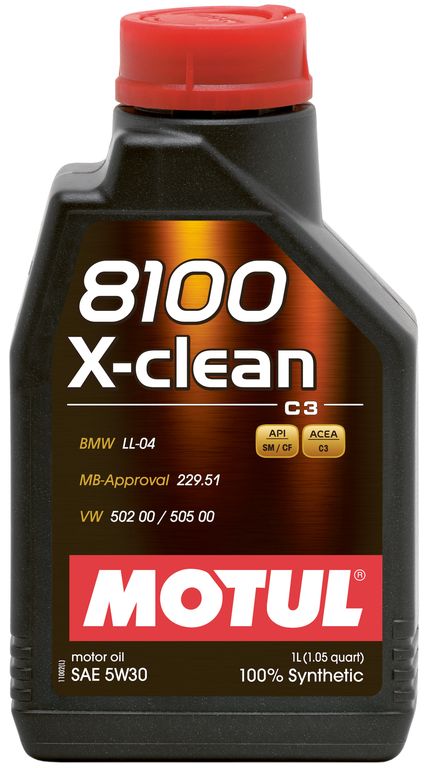 8100
X-clean
C3
API
SM / CF
ACEA
C3
BMW LL-04
MB-Approval 229.51
VW 502 00 / 505 00
MOTUL®
motor oil
SAE 5W30
1L (1.05 quart)
100% Synthetic
11002(L)